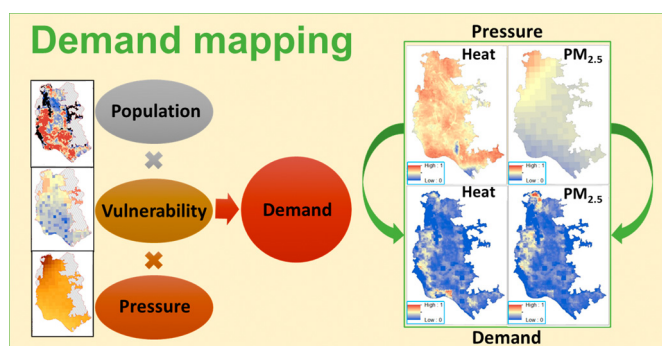 Demand mapping
Population
Vulnerability
Pressure
Demand
Pressure
Heat
PM2.5
High : 1
Low : 0
High : 1
Low : 0
Heat
PM2.5
High : 1
Low : 0
High : 1
Low : 0
Demand